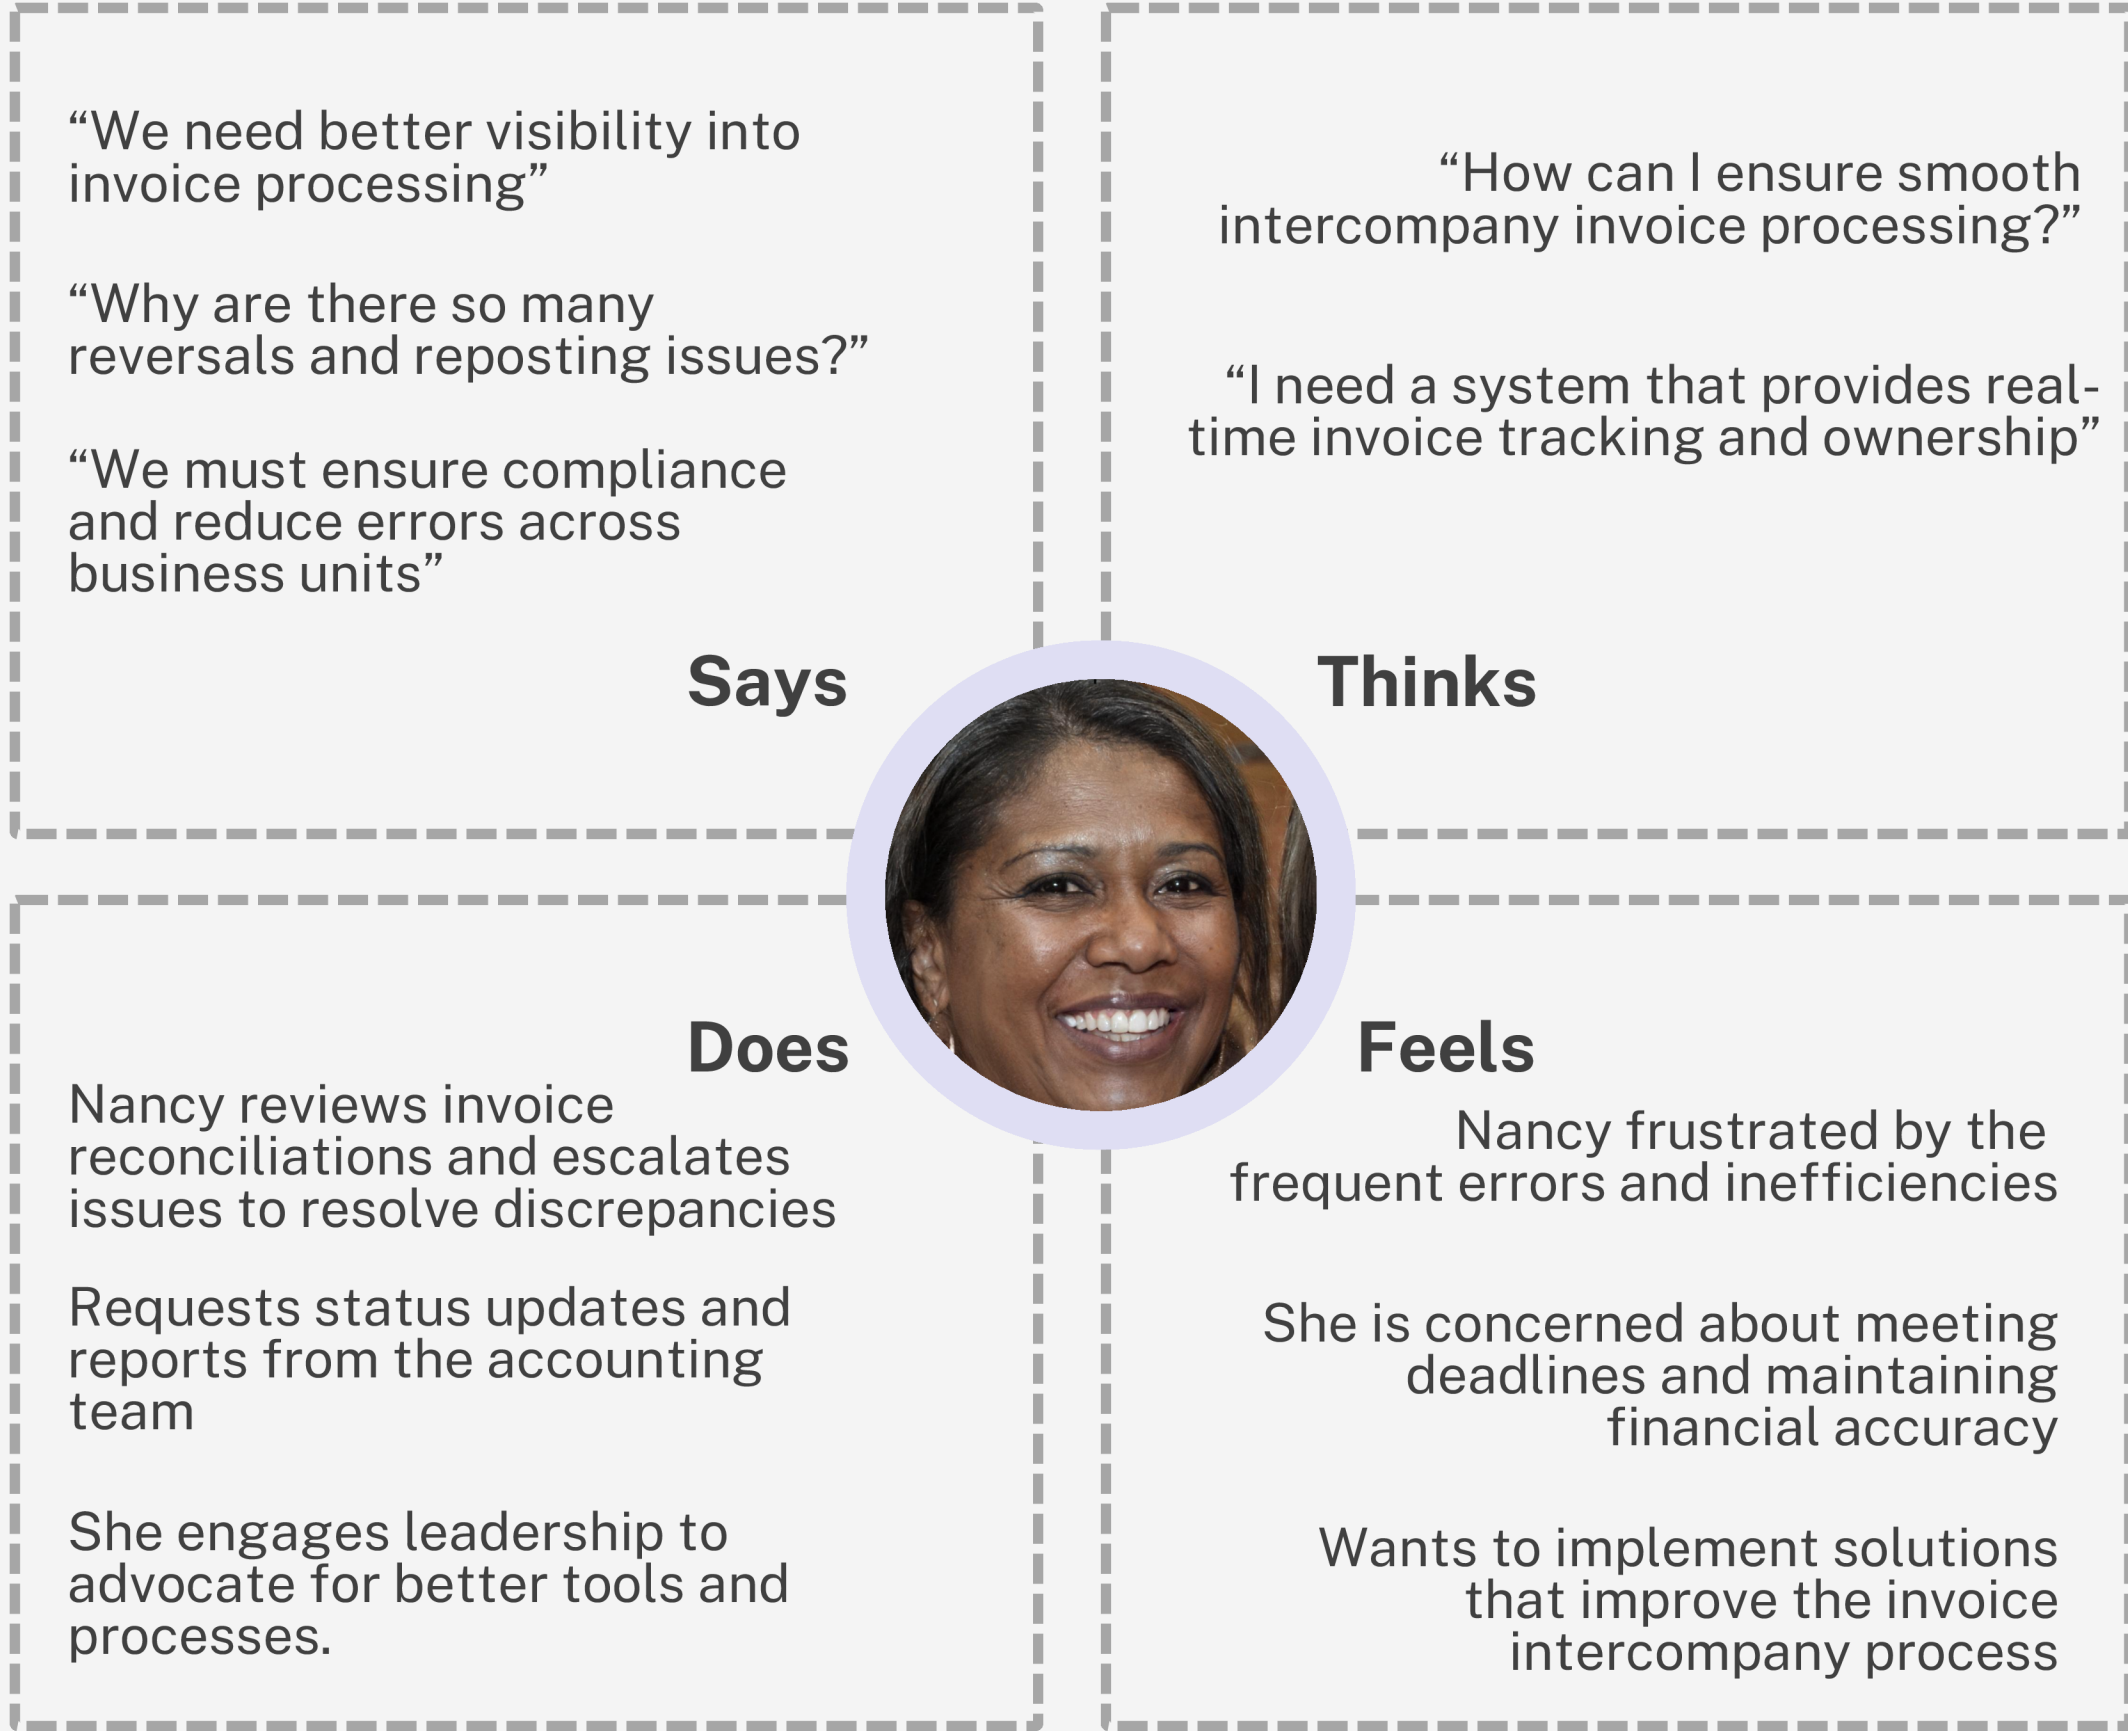 “We need better visibility into
invoice processing”
“Why are there so many
reversals and reposting issues?”
“We must ensure compliance
and reduce errors across
business units”
Says
“How can I ensure smooth
intercompany invoice processing?”
“I need a system that provides real-
time invoice tracking and ownership”
Thinks
Does
Nancy reviews invoice
reconciliations and escalates
issues to resolve discrepancies
Requests status updates and
reports from the accounting
team
She engages leadership to
advocate for better tools and
processes.
Feels
Nancy frustrated by the
frequent errors and inefficiencies
She is concerned about meeting
deadlines and maintaining
financial accuracy
Wants to implement solutions
that improve the invoice
intercompany process